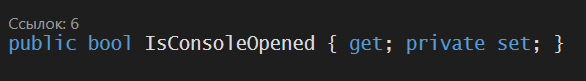 Ссылок: 6
public bool IsConsoleOpened { get; private set; }